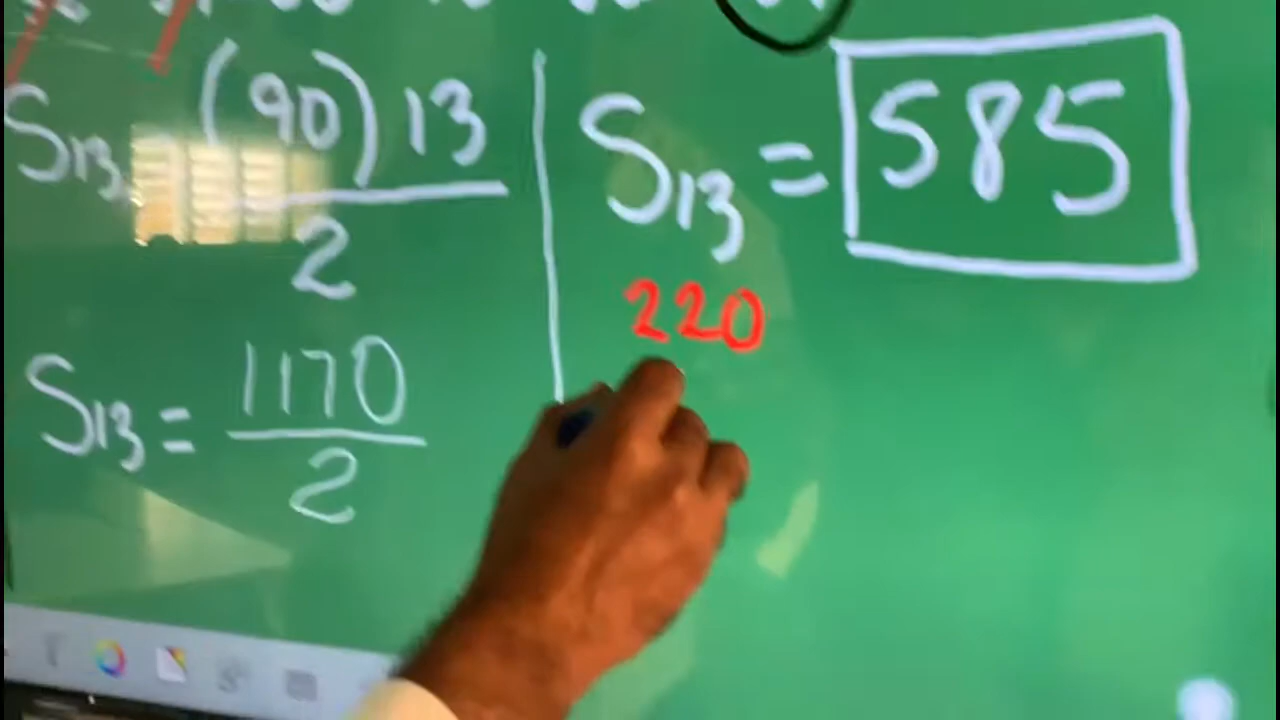 S₁₃ = (90)13 / 2
S₁₃ = 1170 / 2
S₁₃ = 585
220